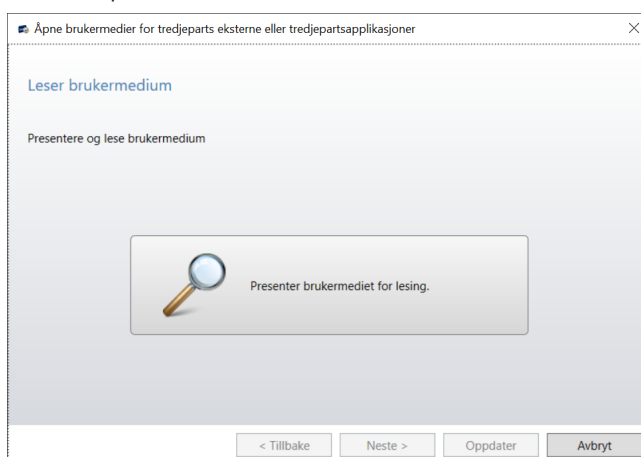 Åpne brukermedier for tredjeparts eksterne eller tredjepartsapplikasjoner
Leser brukermedium
Presentere og lese brukermedium
Presenter brukermediet for lesing.
< Tillbake
Neste >
Oppdater
Avbryt